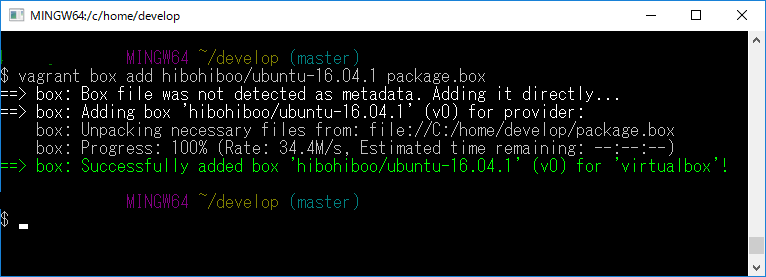 MINGW64:/c/home/develop
MINGW64 ~/develop (master)
$ vagrant box add hibohiboo/ubuntu-16.04.1 package.box
==> box: Box file was not detected as metadata. Adding it directly...
==> box: Adding box 'hibohiboo/ubuntu-16.04.1' (v0) for provider:
box: Unpacking necessary files from: file://C:/home/develop/package.box
box: Progress: 100% (Rate: 34.4M/s, Estimated time remaining: --:--:--)
==> box: Successfully added box 'hibohiboo/ubuntu-16.04.1' (v0) for 'virtualbox'!
MINGW64 ~/develop (master)
$